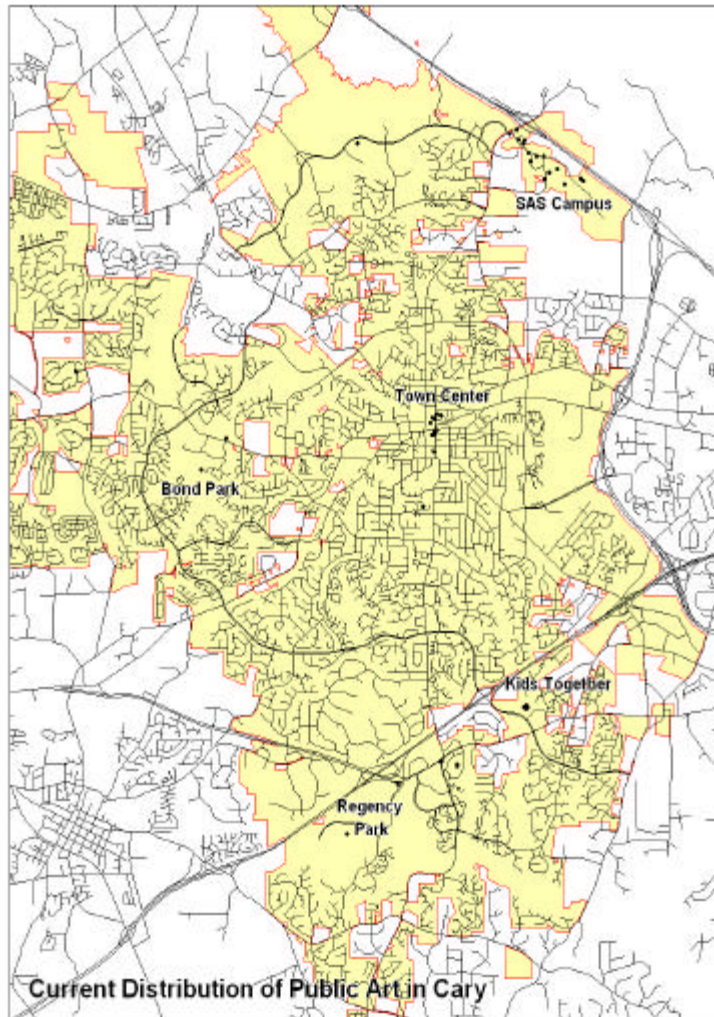 SAS Campus
Town Center
Bond Park
Kids Together
Regency
Park
Current Distribution of Public Art in Cary